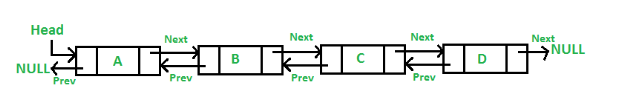 Head
Next Next Next Next
A B C D NULL
NULL
Prev Prev Prev Prev